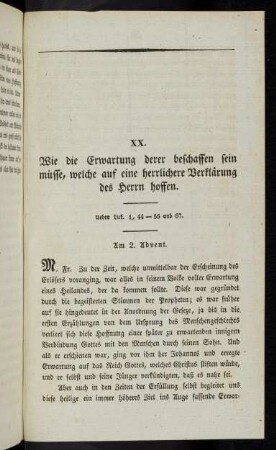 XX.
Wie die Erwartung derer beschaffen sein
müsse, welche auf eine herrlichere Verklärung
des Herrn hoffen.
Ueber Luk. 1, 44 — 55 und 67.
Am 2. Advent.
M. Fr. Zu der Zeit, welche unmittelbar der Erscheinung des
Erlösers voranging, war alles in seinem Volke voller Erwartung
eines Heilandes, der da kommen sollte. Diese war gegründet
durch die begeisterten Stimmen der Propheten; es war früher
auf sie hingedeutet in der Anordnung der Gesetze, ja bis in die
ersten Erzählungen von dem Ursprung des Menschengeschlechts
verliert sich diese Hoffnung einer später zu erwartenden innigern
Verbindung Gottes mit den Menschen durch seinen Sohn. Und
als er erschienen war, ging vor ihm her Johannes und erregte
Erwartung auf das Reich Gottes, welches Christus stiften würde,
und er selbst und seine Jünger verkündigten, daß es nahe sei.
Aber auch in den Zeiten der Erfüllung selbst begleitet uns
diese heilige ein immer höheres Ziel ins Auge fassende Erwar-